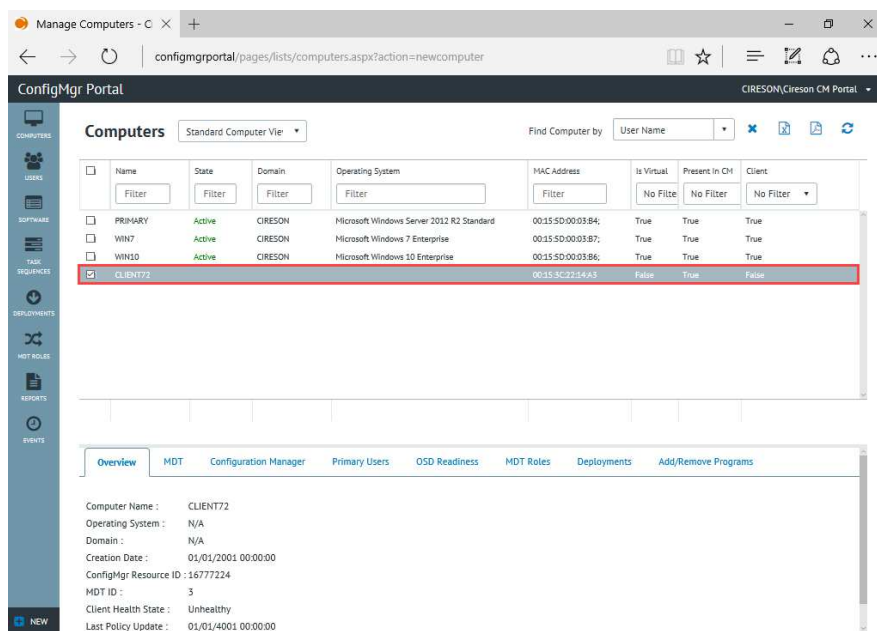 Manage Computers - C
configmgrportal/pages/lists/computers.aspx?action=newcomputer
ConfigMgr Portal
CIRESON\Cireson CM Portal
COMPUTERS
USERS
SOFTWARE
TASK SEQUENCES
DEPLOYMENTS
MDT ROLES
REPORTS
EVENTS
NEW
Computers
Standard Computer Vie
Find Computer by
User Name
Name State Domain Operating System MAC Address Is Virtual Present In CM Client
Filter Filter Filter Filter Filter No Filte No Filter No Filter
PRIMARY Active CIRESON Microsoft Windows Server 2012 R2 Standard 00:15:5D:00:03:B4; True True True
WIN7 Active CIRESON Microsoft Windows 7 Enterprise 00:15:5D:00:03:B7; True True True
WIN10 Active CIRESON Microsoft Windows 10 Enterprise 00:15:5D:00:03:B6; True True True
CLIENT72 00:15:3C:22:14:A3 False True False
Overview MDT Configuration Manager Primary Users OSD Readiness MDT Roles Deployments Add/Remove Programs
Computer Name : CLIENT72
Operating System : N/A
Domain : N/A
Creation Date : 01/01/2001 00:00:00
ConfigMgr Resource ID : 16777224
MDT ID : 3
Client Health State : Unhealthy
Last Policy Update : 01/01/4001 00:00:00